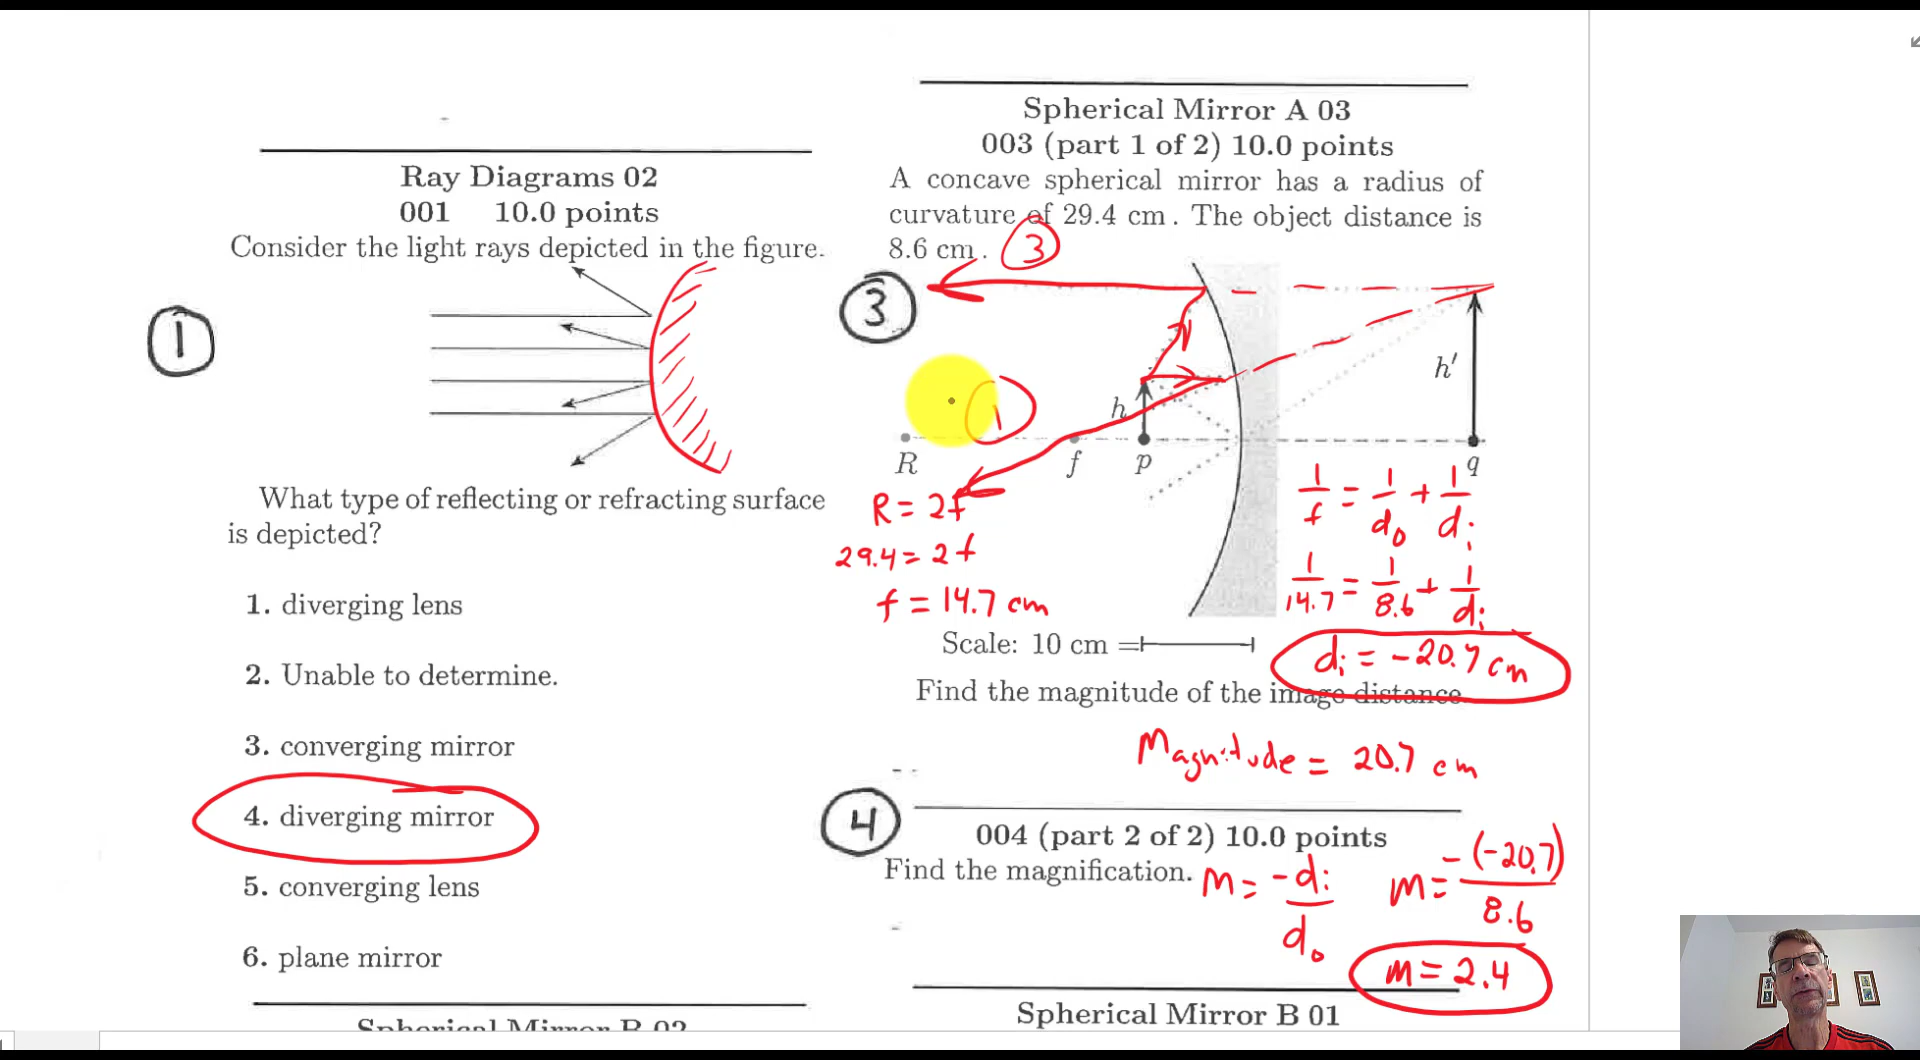 Ray Diagrams 02
001 10.0 points
Consider the light rays depicted in the figure.
1
What type of reflecting or refracting surface
is depicted?
1. diverging lens
2. Unable to determine.
3. converging mirror
4. diverging mirror
5. converging lens
6. plane mirror
Spherical Mirror B 02
Spherical Mirror A 03
003 (part 1 of 2) 10.0 points
A concave spherical mirror has a radius of
curvature of 29.4 cm . The object distance is
8.6 cm .
3
3
1
h
h′
R
f
p
q
R = 2f
29.4 = 2f
f = 14.7 cm
1/f = 1/do + 1/di
1/14.7 = 1/8.6 + 1/di
di = -20.7 cm
Scale: 10 cm =
Find the magnitude of the image distance.
Magnitude = 20.7 cm
4
004 (part 2 of 2) 10.0 points
Find the magnification.
M = -di/do
m = -(-20.7)/8.6
m = 2.4
Spherical Mirror B 01